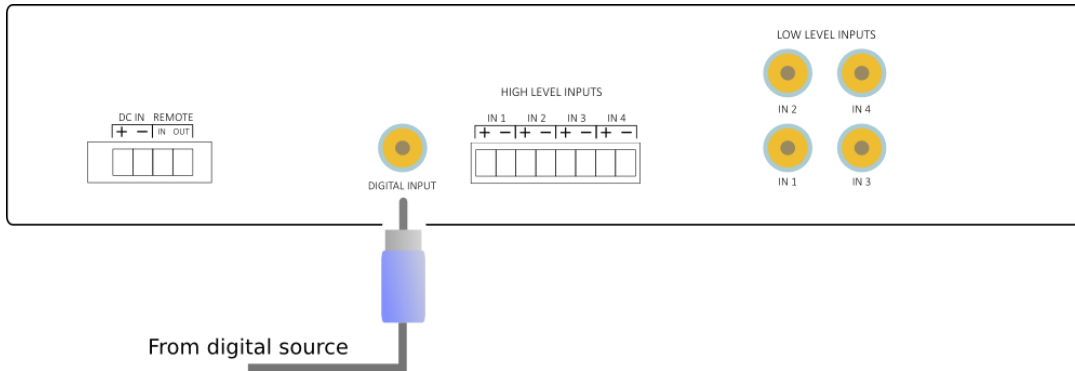 LOW LEVEL INPUTS
IN 2 IN 4
IN 1 IN 3
HIGH LEVEL INPUTS
IN 1 IN 2 IN 3 IN 4
+ − + − + − + −
DC IN REMOTE
+ − IN OUT
DIGITAL INPUT
From digital source